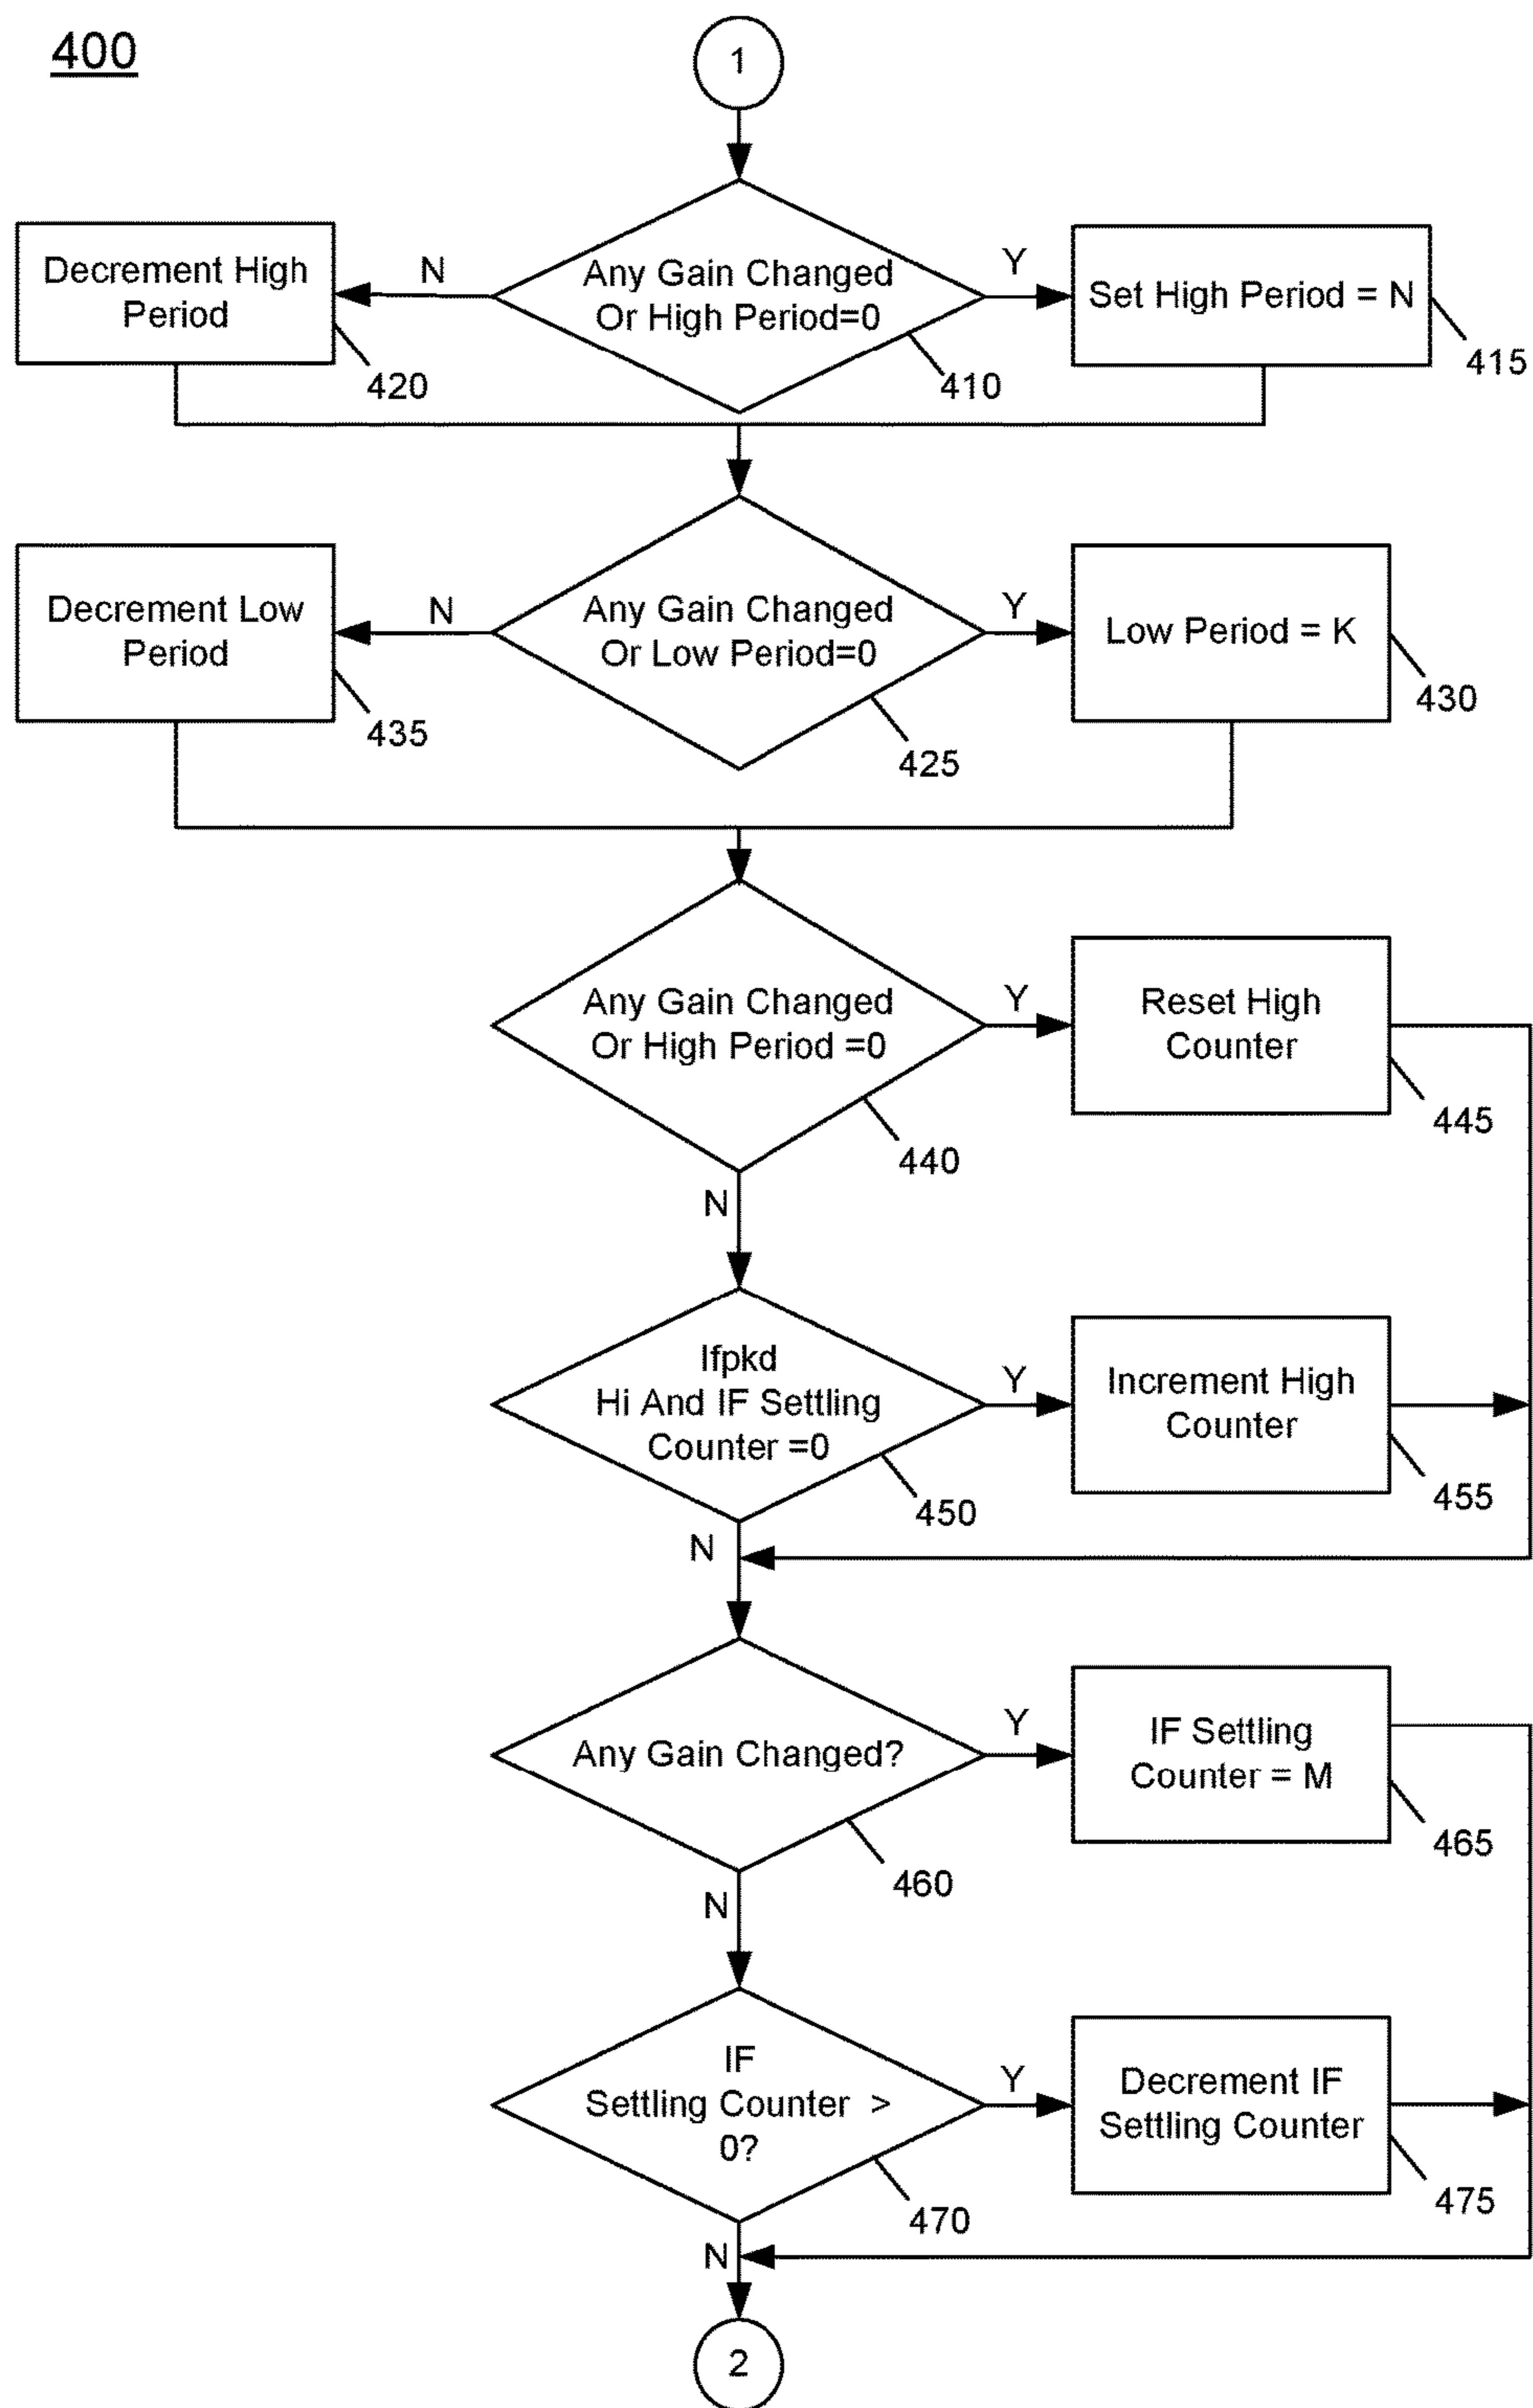 400
1
Decrement High
Period
N
Any Gain Changed
Or High Period=0
Y
Set High Period = N
420
410
415
Decrement Low
Period
N
Any Gain Changed
Or Low Period=0
Y
Low Period = K
435
425
430
Any Gain Changed
Or High Period =0
Y
Reset High
Counter
440
445
N
Ifpkd
Hi And IF Settling
Counter =0
Y
Increment High
Counter
450
455
N
Any Gain Changed?
Y
IF Settling
Counter = M
460
465
N
IF
Settling Counter >
0?
Y
Decrement IF
Settling Counter
470
475
N
2